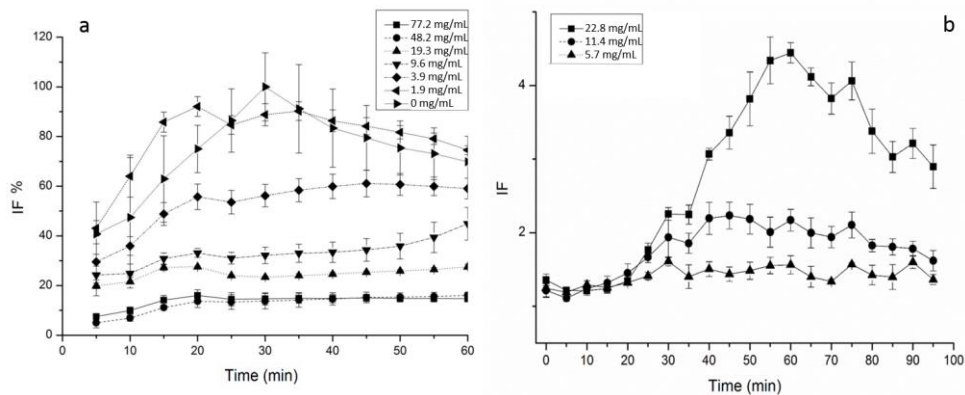 a
77.2 mg/mL
48.2 mg/mL
19.3 mg/mL
9.6 mg/mL
3.9 mg/mL
1.9 mg/mL
0 mg/mL
120
100
80
60
40
20
0
IF %
0 10 20 30 40 50 60
Time (min)
b
22.8 mg/mL
11.4 mg/mL
5.7 mg/mL
4
2
IF
0 10 20 30 40 50 60 70 80 90 100
Time (min)